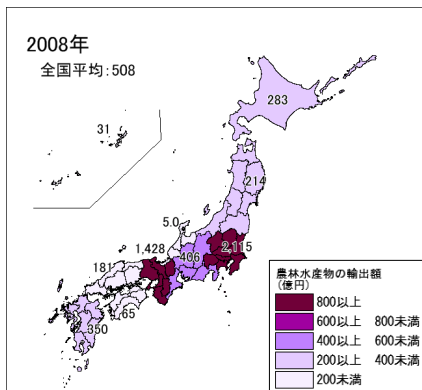 2008年
全国平均:508
31
283
214
5.0
1,428
2,115
406
181
65
350
農林水産物の輸出額
(億円)
800以上
600以上 800未満
400以上 600未満
200以上 400未満
200未満